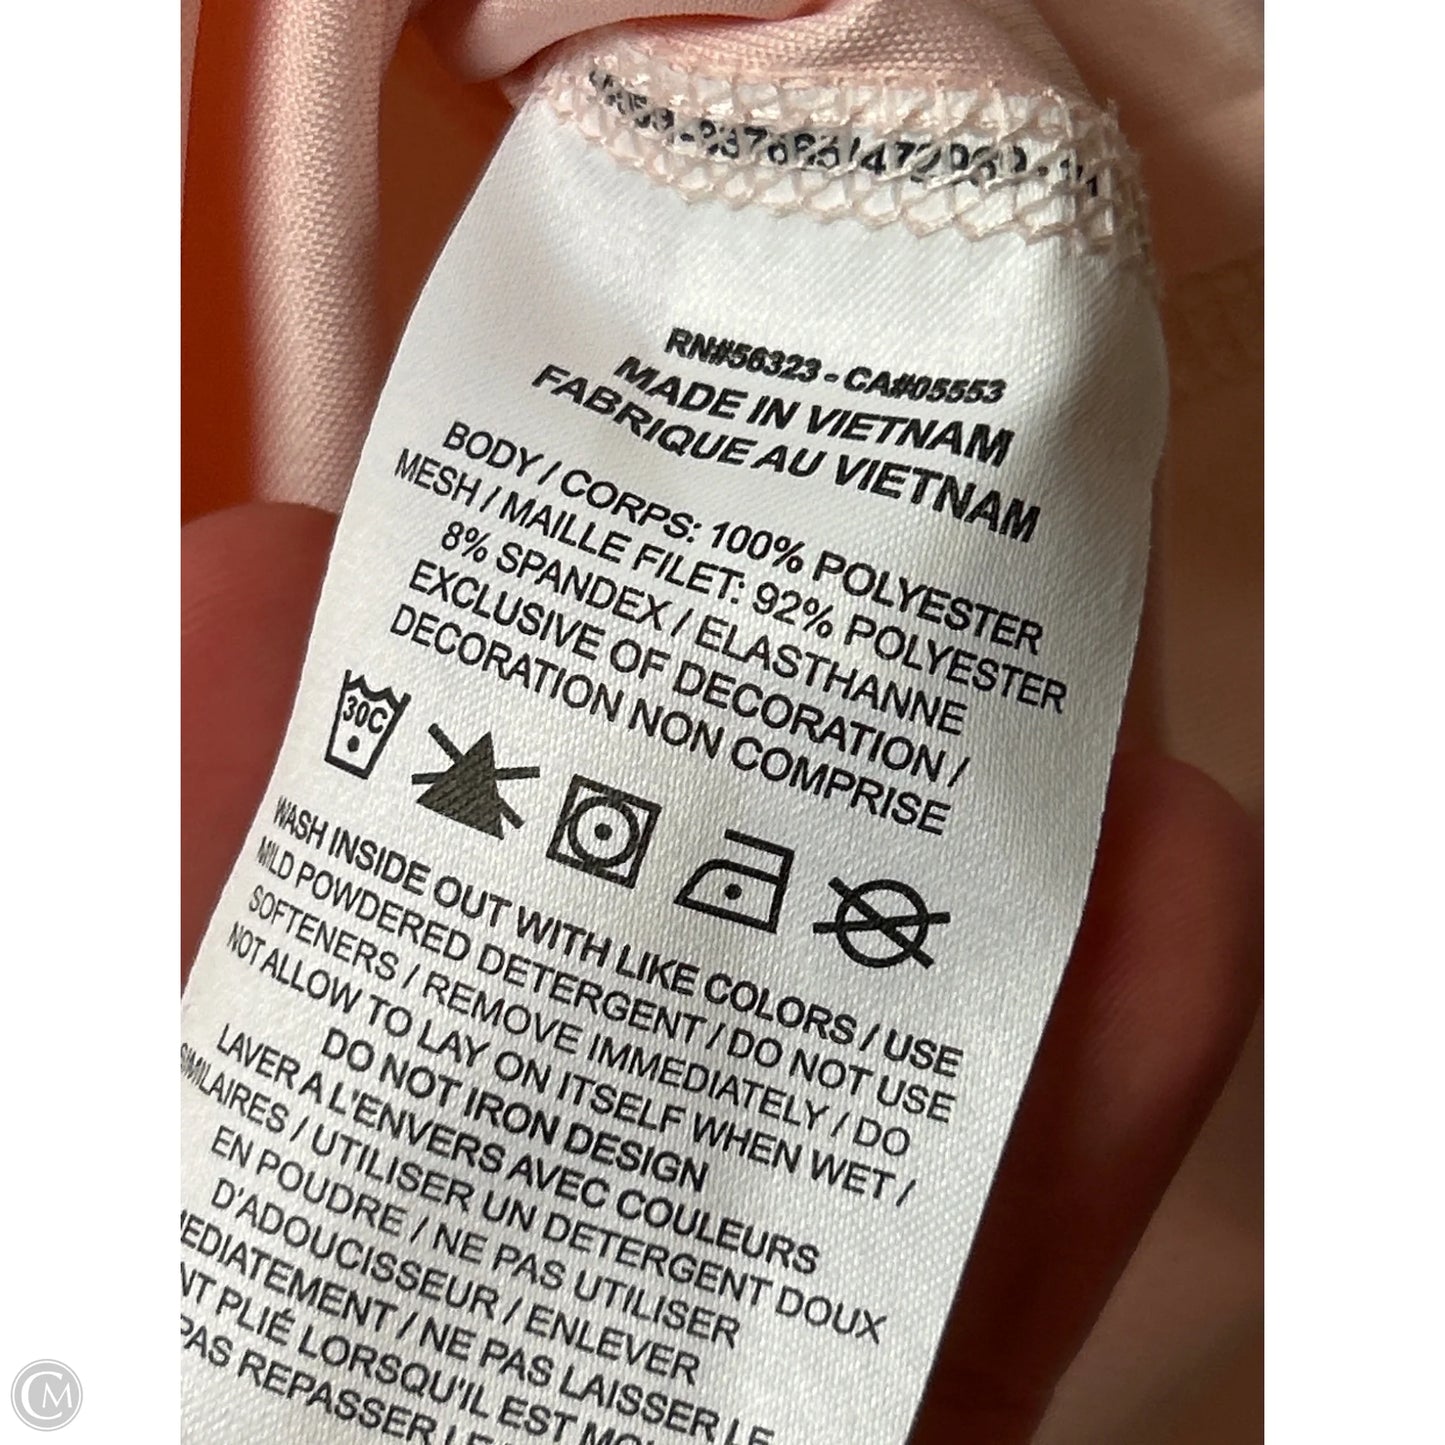 RN#56323 - CA#05553
MADE IN VIETNAM
FABRIQUE AU VIETNAM
BODY / CORPS: 100% POLYESTER
MESH / MAILLE FILET: 92% POLYESTER
8% SPANDEX / ELASTHANNE
EXCLUSIVE OF DECORATION /
DECORATION NON COMPRISE
30C
WASH INSIDE OUT WITH LIKE COLORS / USE
MILD POWDERED DETERGENT / DO NOT USE
SOFTENERS / REMOVE IMMEDIATELY / DO
NOT ALLOW TO LAY ON ITSELF WHEN WET /
DO NOT IRON DESIGN
LAVER A L'ENVERS AVEC COULEURS
SIMILAIRES / UTILISER UN DETERGENT DOUX
EN POUDRE / NE PAS UTILISER
D'ADOUCISSEUR / ENLEVER
EDIATEMENT / NE PAS LAISSER LE
NT PLIÉ LORSQU'IL EST
PAS REPASSER
CM